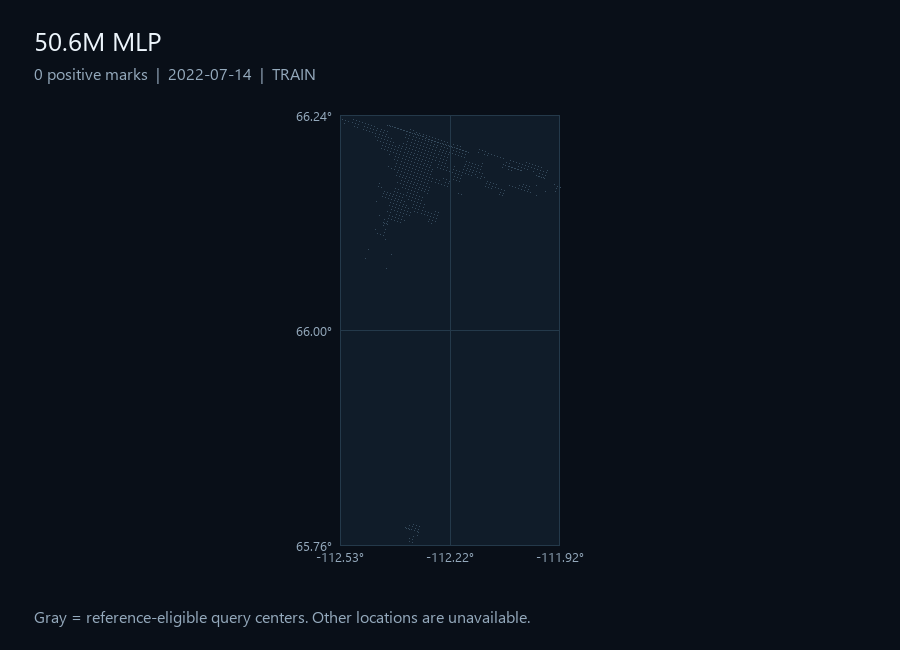 50.6M MLP
0 positive marks | 2022-07-14 | TRAIN
66.24°
66.00°
65.76°
-112.53° -112.22° -111.92°
Gray = reference-eligible query centers. Other locations are unavailable.